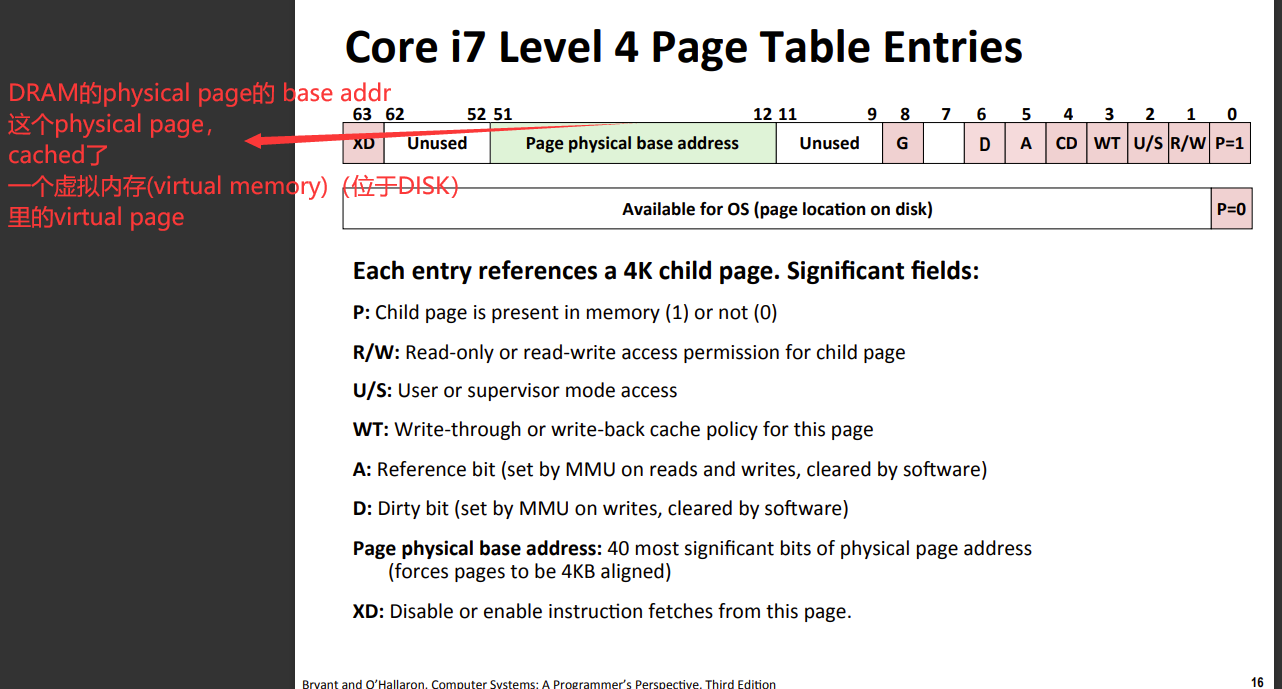 Core i7 Level 4 Page Table Entries
DRAM的physical page的 base addr
这个physical page，
cached了
一个虚拟内存(virtual memory)（位于DISK）
里的virtual page
63 62 52 51 12 11 9 8 7 6 5 4 3 2 1 0
XD Unused Page physical base address Unused G D A CD WT U/S R/W P=1
Available for OS (page location on disk) P=0
Each entry references a 4K child page. Significant fields:
P: Child page is present in memory (1) or not (0)
R/W: Read-only or read-write access permission for child page
U/S: User or supervisor mode access
WT: Write-through or write-back cache policy for this page
A: Reference bit (set by MMU on reads and writes, cleared by software)
D: Dirty bit (set by MMU on writes, cleared by software)
Page physical base address: 40 most significant bits of physical page address
(forces pages to be 4KB aligned)
XD: Disable or enable instruction fetches from this page.
Bryant and O'Hallaron, Computer Systems: A Programmer's Perspective, Third Edition
16